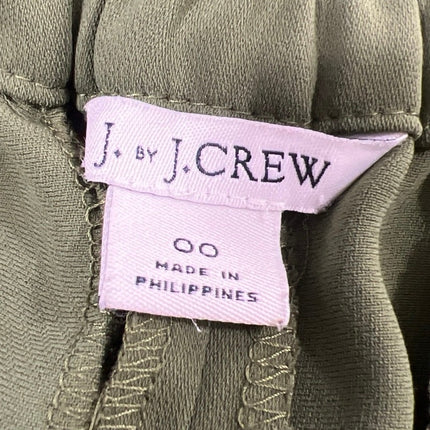 J. BY J.CREW
00
MADE IN
PHILIPPINES